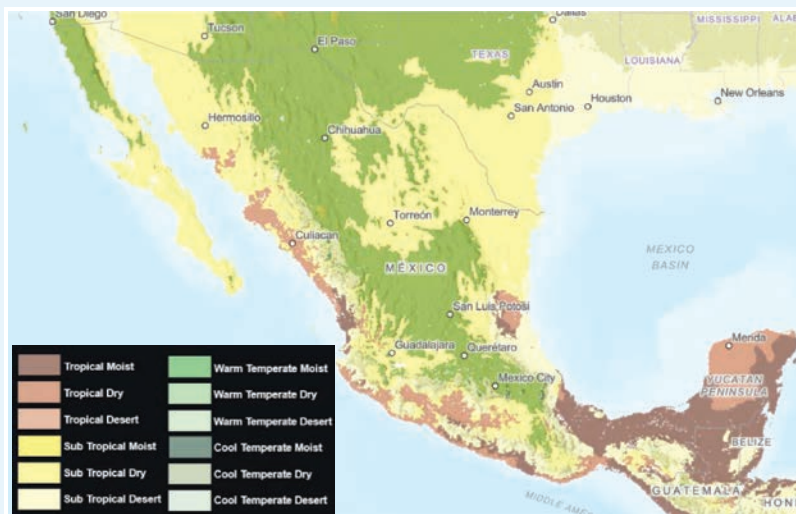 San Diego
Tucson
Dallas
MISSISSIPPI
El Paso
TEXAS
LOUISIANA
Austin
Houston
New Orleans
San Antonio
Hermosillo
Chihuahua
Torreón
Monterrey
Culiacan
MÉXICO
MEXICO
BASIN
San Luis Potosí
Guadalajara
Querétaro
Merida
Mexico City
YUCATAN
PENINSULA
BELIZE
GUATEMALA
Tropical Moist
Tropical Dry
Tropical Desert
Sub Tropical Moist
Sub Tropical Dry
Sub Tropical Desert
Warm Temperate Moist
Warm Temperate Dry
Warm Temperate Desert
Cool Temperate Moist
Cool Temperate Dry
Cool Temperate Desert